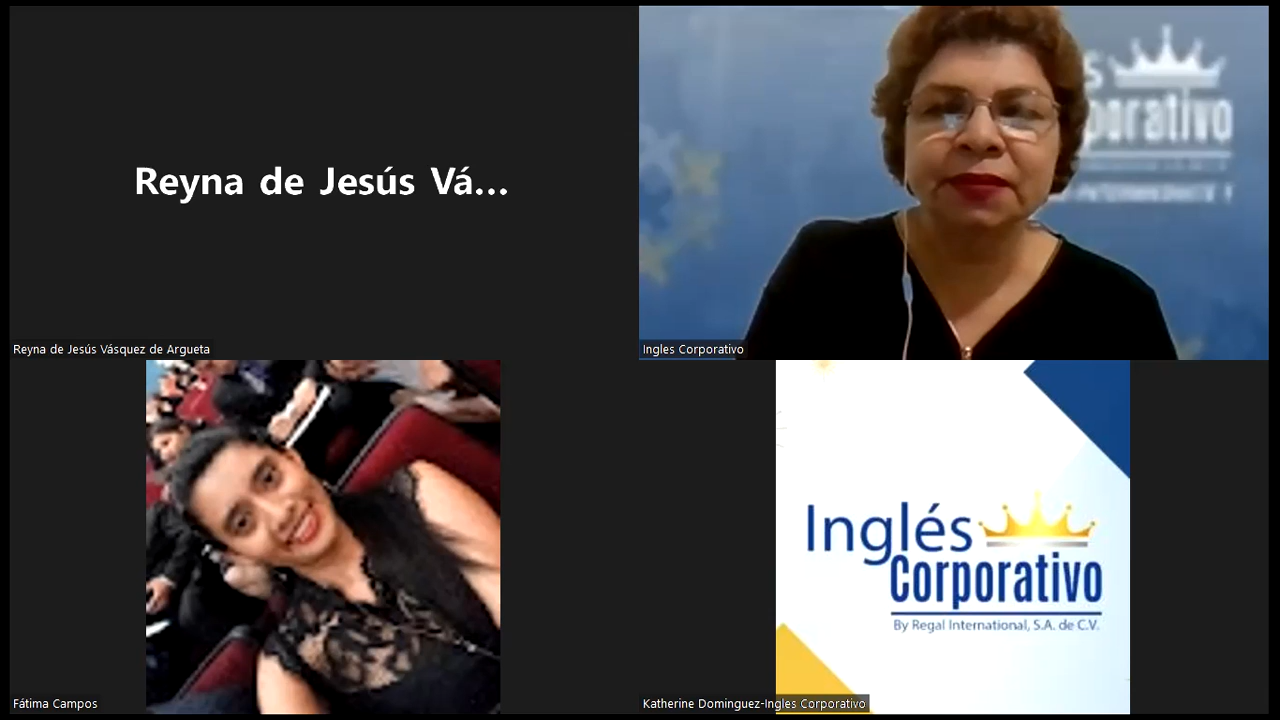 Reyna de Jesús Vá...
s
porativo
Reyna de Jesús Vásquez de Argueta
Ingles Corporativo
Inglés
Corporativo
By Regal International, S.A. de C.V.
Fátima Campos
Katherine Dominguez-Ingles Corporativo